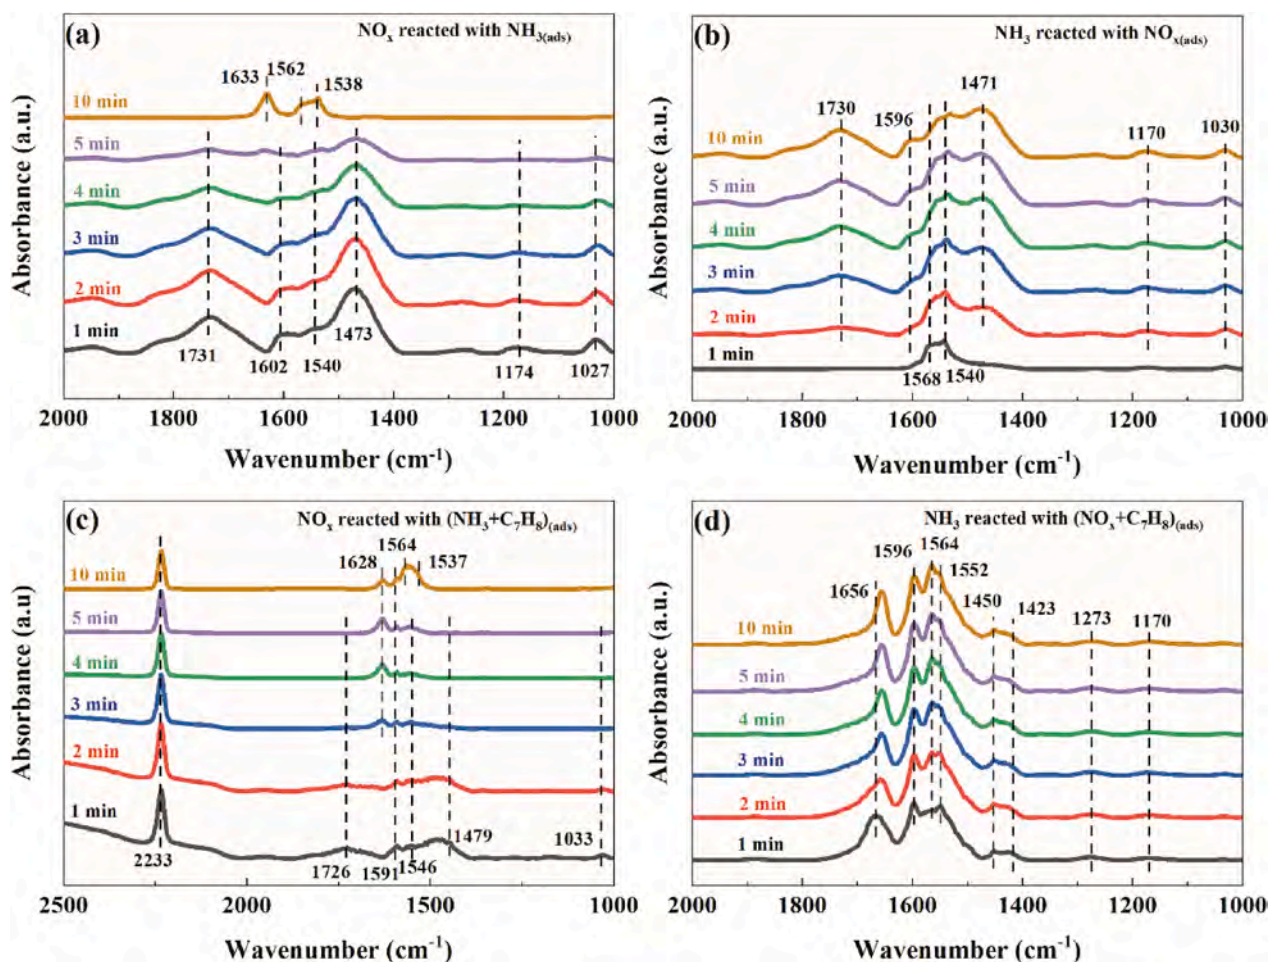 (a)
NOx reacted with NH3(ads)
1633
1562
1538
10 min
5 min
4 min
3 min
2 min
1 min
1731
1602
1540
1473
1174
1027
2000
1800
1600
1400
1200
1000
Wavenumber (cm-1)
Absorbance (a.u.)
(b)
NH3 reacted with NOx(ads)
1730
1596
1471
1170
1030
10 min
5 min
4 min
3 min
2 min
1 min
1568
1540
2000
1800
1600
1400
1200
1000
Wavenumber (cm-1)
Absorbance (a.u.)
(c)
NOx reacted with (NH3+C7H8)(ads)
1628
1564
1537
10 min
5 min
4 min
3 min
2 min
1 min
2233
1726
1591
1546
1479
1033
2500
2000
1500
1000
Wavenumber (cm-1)
Absorbance (a.u)
(d)
NH3 reacted with (NOx+C7H8)(ads)
1656
1596
1564
1552
1450
1423
1273
1170
10 min
5 min
4 min
3 min
2 min
1 min
2000
1800
1600
1400
1200
1000
Wavenumber (cm-1)
Absorbance (a.u.)